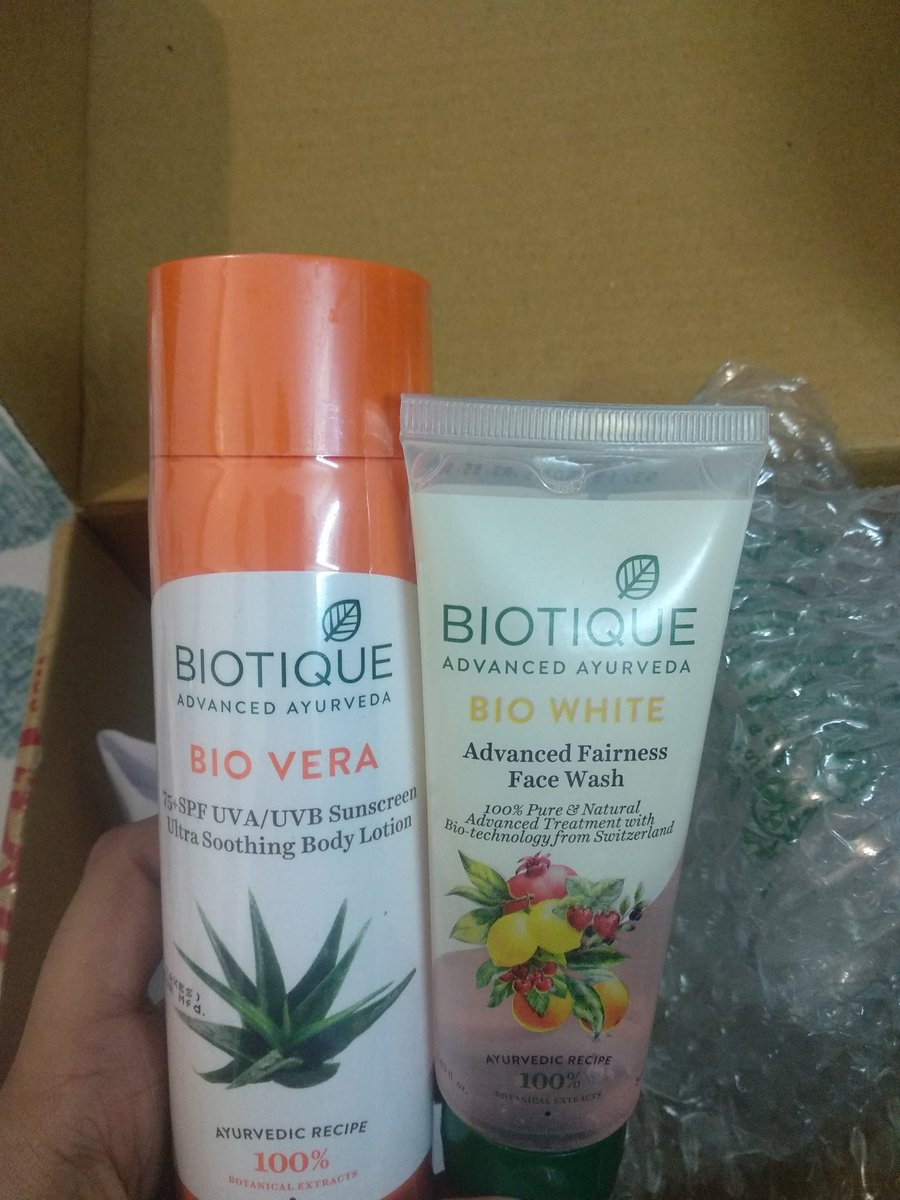 BIOTIQUE
ADVANCED AYURVEDA
BIO VERA
75+SPF UVA/UVB Sunscreen
Ultra Soothing Body Lotion
Mfd.
AYURVEDIC RECIPE
100%
BOTANICAL EXTRACTS
BIOTIQUE
ADVANCED AYURVEDA
BIO WHITE
Advanced Fairness
Face Wash
100% Pure & Natural
Advanced Treatment with
Bio-technology from Switzerland
AYURVEDIC RECIPE
100%
BOTANICAL EXTRACTS